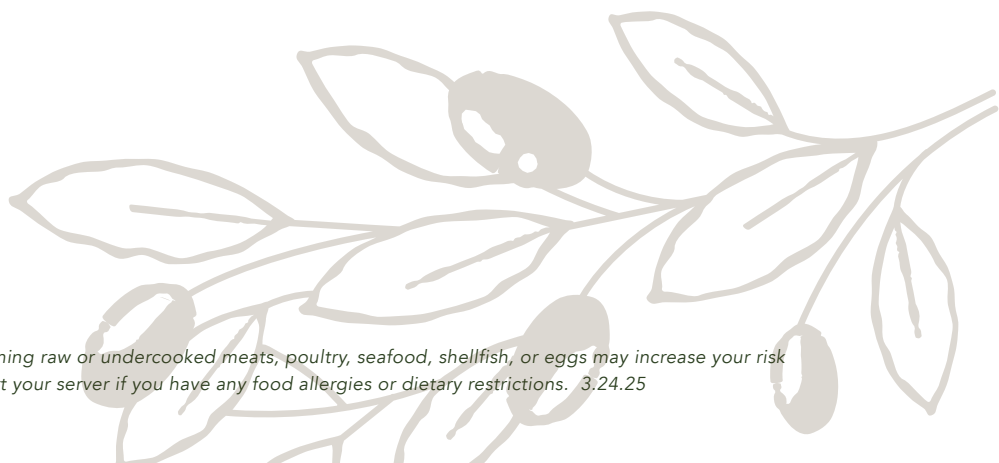 ning raw or undercooked meats, poultry, seafood, shellfish, or eggs may increase your risk
t your server if you have any food allergies or dietary restrictions. 3.24.25